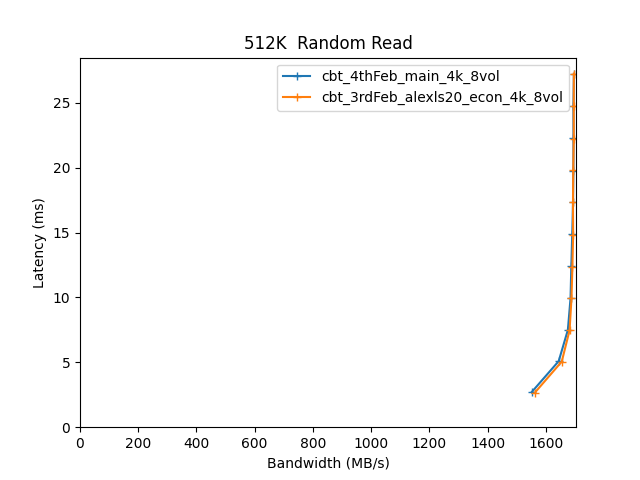 512K  Random Read
cbt_4thFeb_main_4k_8vol
cbt_3rdFeb_alexls20_econ_4k_8vol
25
20
15
10
5
0
Latency (ms)
0 200 400 600 800 1000 1200 1400 1600
Bandwidth (MB/s)